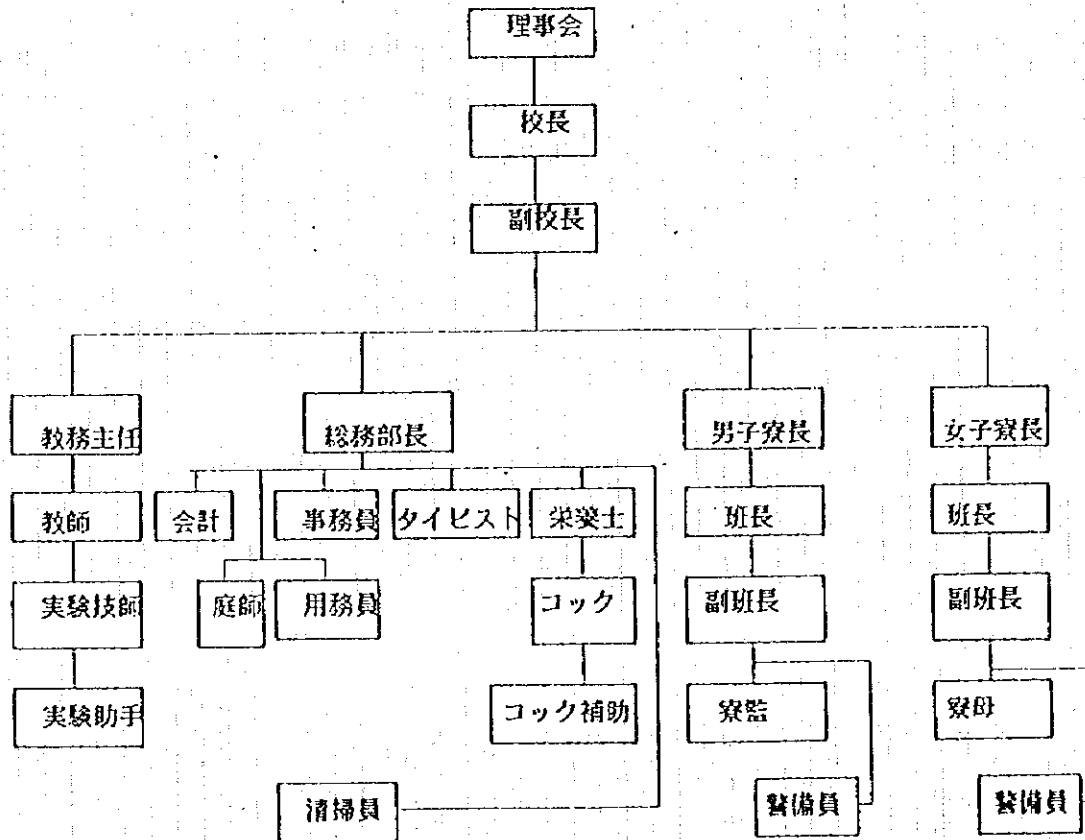 理事会
校長
副校長
教務主任
総務部長
男子寮長
女子寮長
教師
会計
事務員
タイピスト
栄養士
班長
班長
実験技師
庭師
用務員
コック
副班長
副班長
実験助手
コック補助
寮監
寮母
清掃員
警備員
警備員